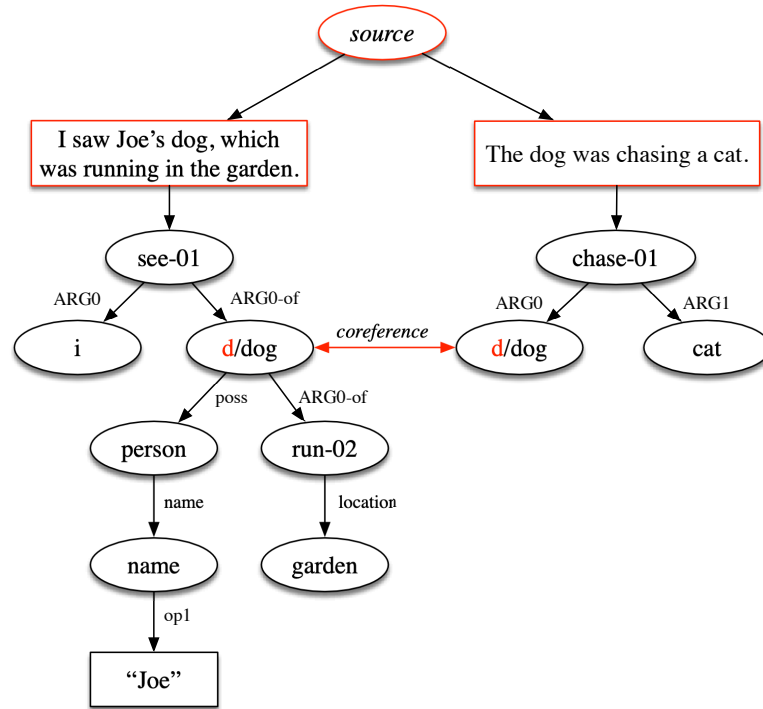 source
I saw Joe’s dog, which
was running in the garden.
The dog was chasing a cat.
see-01
chase-01
ARG0
ARG0-of
ARG0
ARG1
i
d/dog
coreference
d/dog
cat
poss
ARG0-of
person
run-02
name
location
name
garden
op1
“Joe”